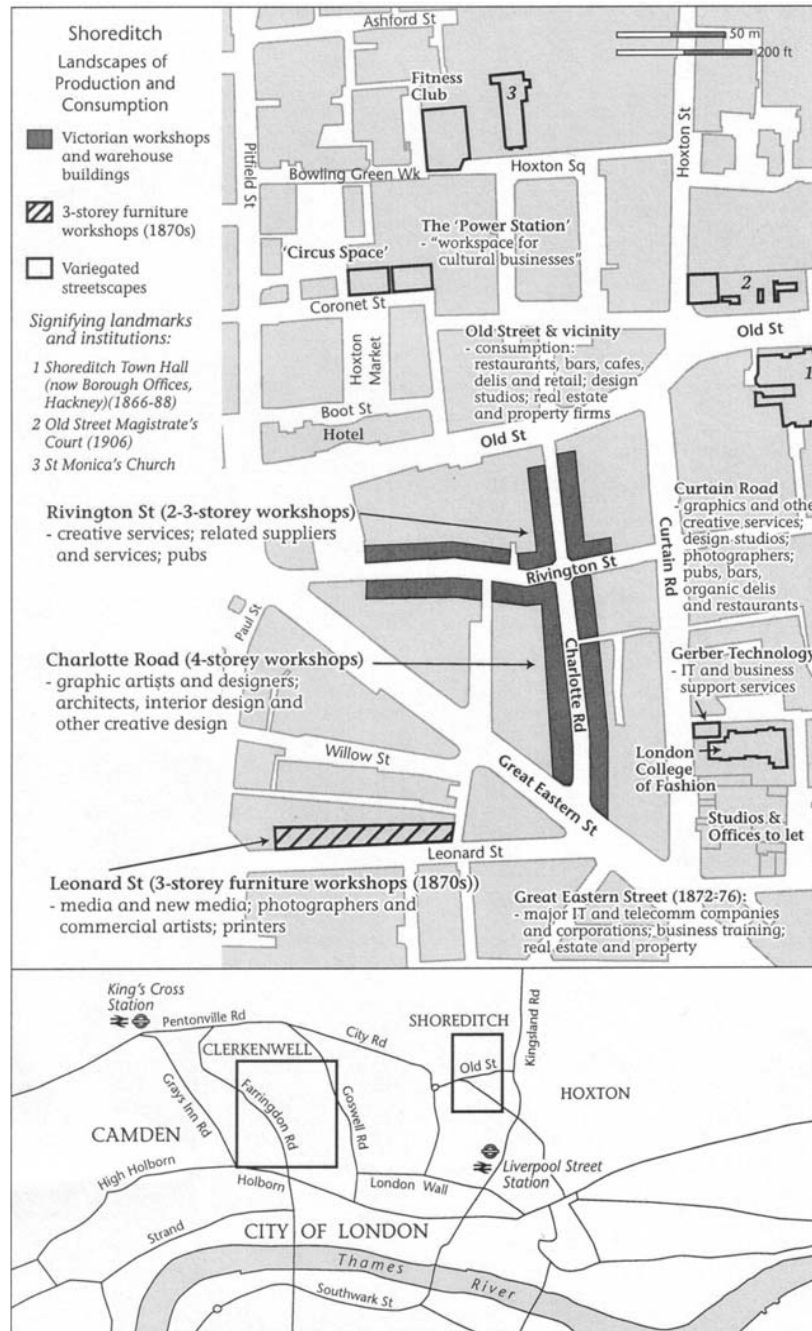 Shoreditch
Landscapes of
Production and
Consumption
Victorian workshops
and warehouse
buildings
3-storey furniture
workshops (1870s)
Variegated
streetscapes
Signifying landmarks
and institutions:
1 Shoreditch Town Hall
(now Borough Offices,
Hackney)(1866-88)
2 Old Street Magistrate's
Court (1906)
3 St Monica's Church
Ashford St
50 m
200 ft
Fitness
Club
3
Pitfield St
Hoxton St
Bowling Green Wk
Hoxton Sq
The 'Power Station'
- "workspace for
cultural businesses"
'Circus Space'
2
Coronet St
Old St
Hoxton
Market
Old Street & vicinity
- consumption:
restaurants, bars, cafes,
delis and retail; design
studios; real estate
and property firms
1
Boot St
Hotel
Old St
Rivington St (2-3-storey workshops)
- creative services; related suppliers
and services; pubs
Curtain Road
- graphics and other
creative services;
design studios;
photographers;
pubs, bars,
organic delis
and restaurants
Curtain Rd
Rivington St
Paul St
Charlotte Road (4-storey workshops)
- graphic artists and designers;
architects, interior design and
other creative design
Charlotte Rd
Gerber Technology
- IT and business
support services
Willow St
Great Eastern St
London
College
of Fashion
Studios &
Offices to let
Leonard St
Leonard St (3-storey furniture workshops (1870s))
- media and new media; photographers and
commercial artists; printers
Great Eastern Street (1872-76):
- major IT and telecomm companies
and corporations; business training;
real estate and property
King's Cross
Station
Pentonville Rd
City Rd
SHOREDITCH
Kingsland Rd
CLERKENWELL
Old St
HOXTON
Grays Inn Rd
Farringdon Rd
Goswell Rd
CAMDEN
Liverpool Street
Station
High Holborn
Holborn
London Wall
Strand
CITY OF LONDON
Thames
River
Southwark St